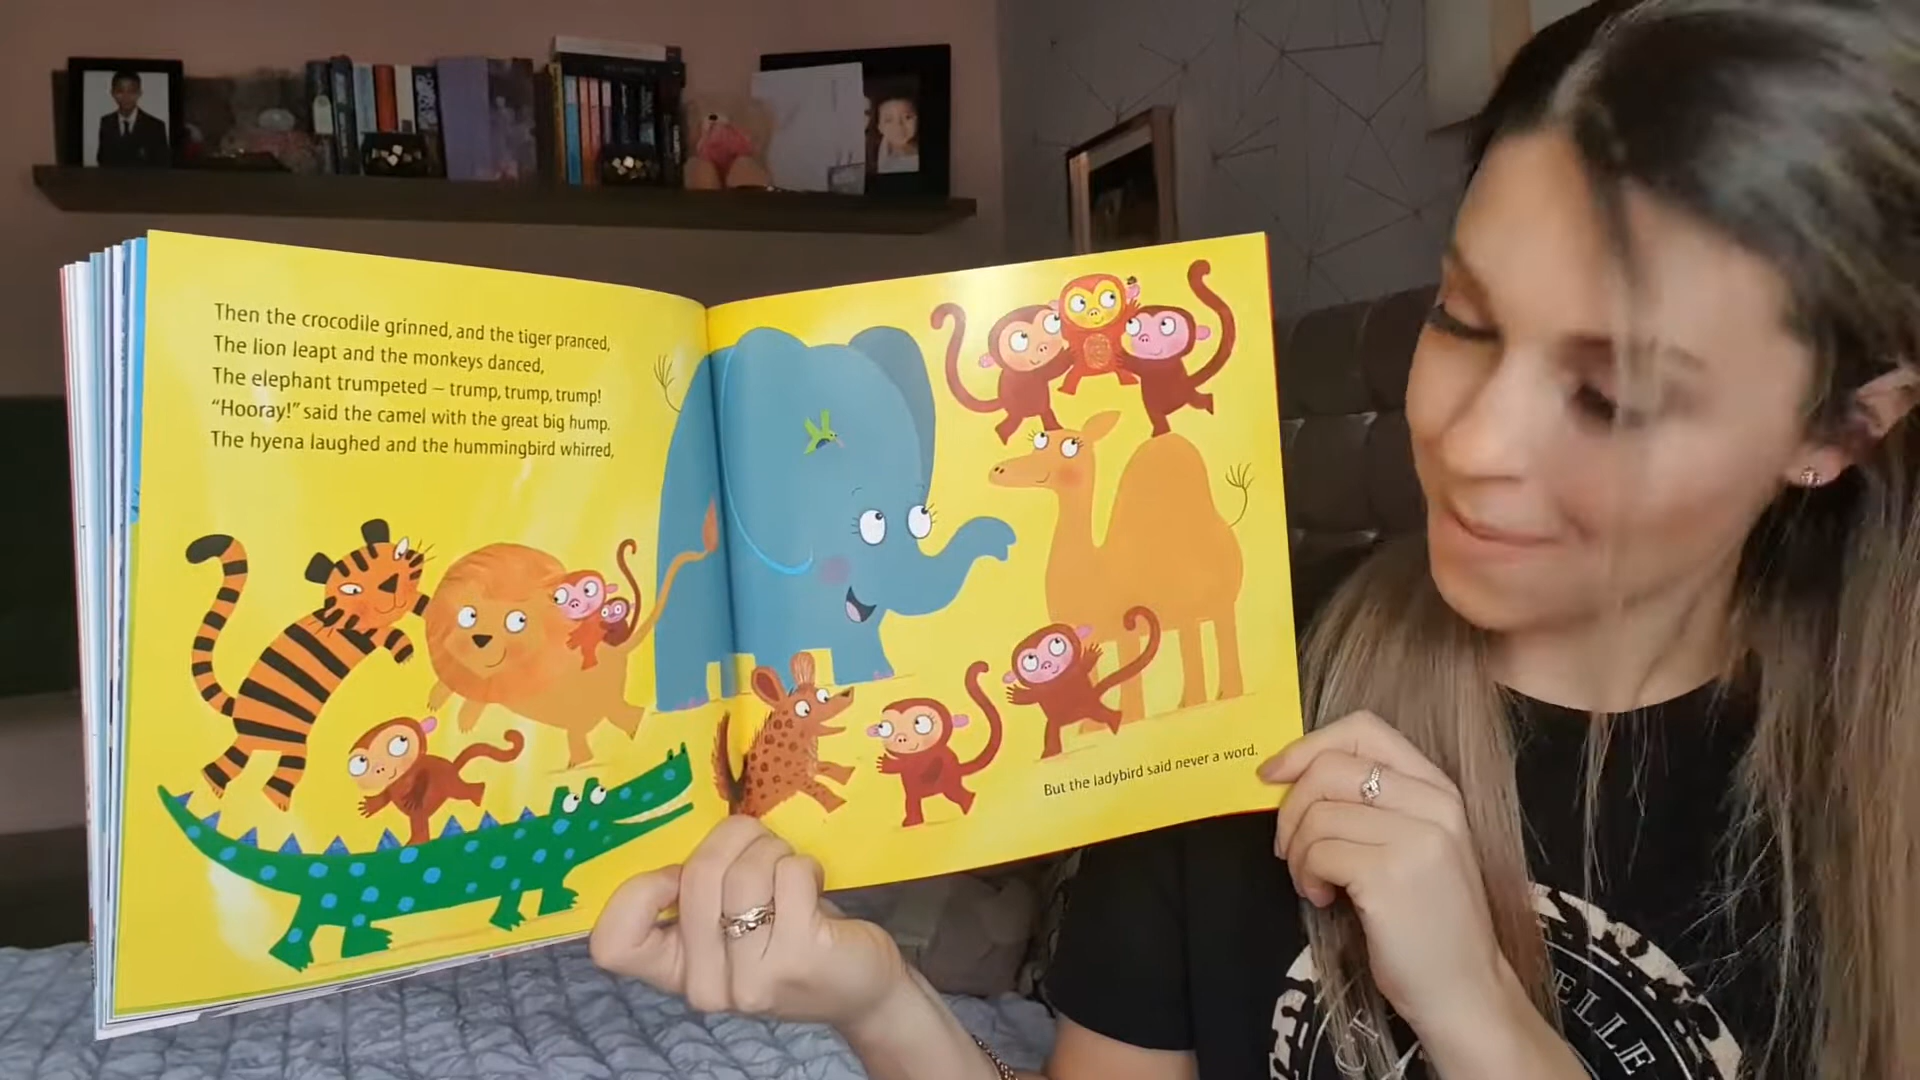 Then the crocodile grinned, and the tiger pranced,
The lion leapt and the monkeys danced,
The elephant trumpeted – trump, trump, trump!
“Hooray!” said the camel with the great big hump.
The hyena laughed and the hummingbird whirred,
But the ladybird said never a word.
ELLE